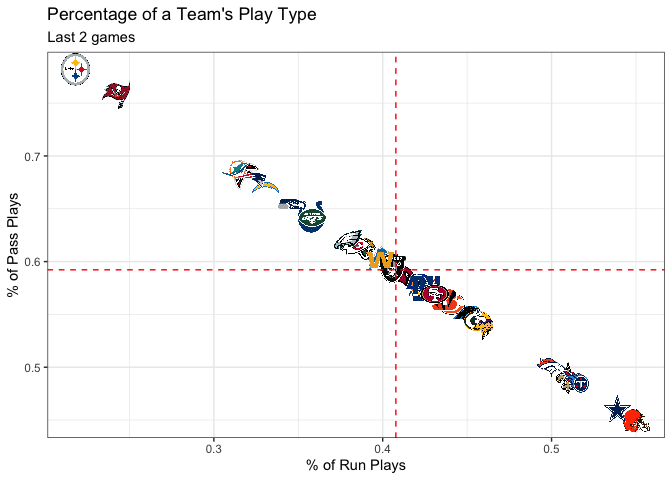 Percentage of a Team's Play Type
Last 2 games
% of Pass Plays
0.7
0.6
0.5
0.3
0.4
0.5
% of Run Plays